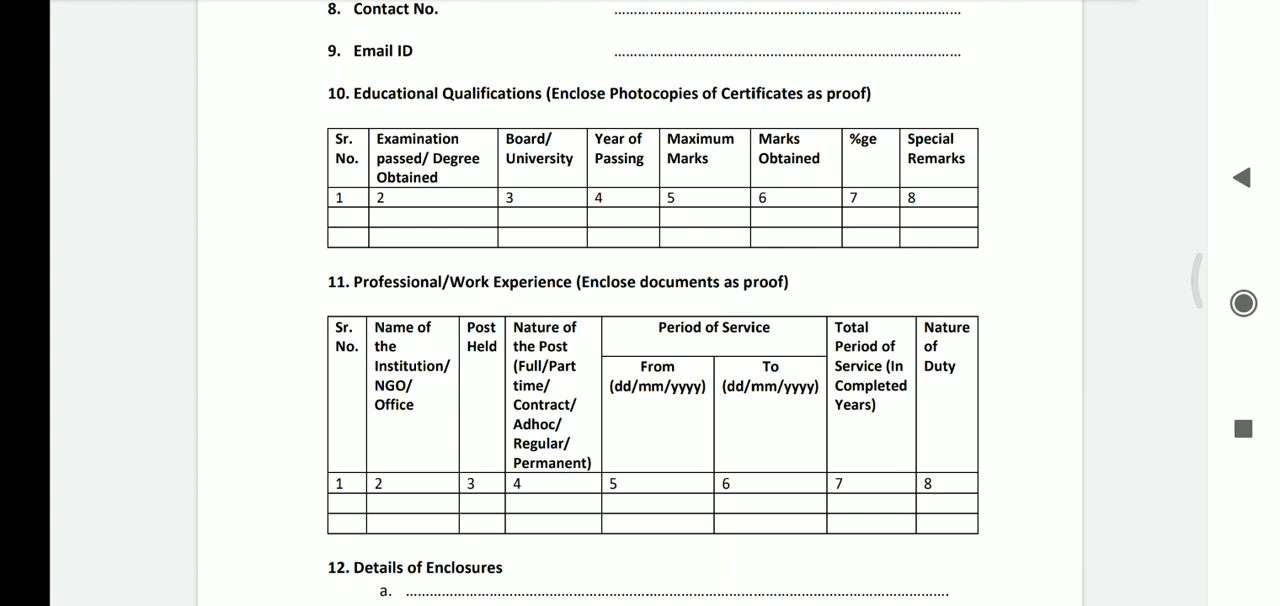 8. Contact No. ....................................................................................
9. Email ID ....................................................................................
10. Educational Qualifications (Enclose Photocopies of Certificates as proof)
Sr. No. Examination passed/ Degree Obtained Board/ University Year of Passing Maximum Marks Marks Obtained %ge Special Remarks
1 2 3 4 5 6 7 8
11. Professional/Work Experience (Enclose documents as proof)
Sr. No. Name of the Institution/ NGO/ Office Post Held Nature of the Post (Full/Part time/ Contract/ Adhoc/ Regular/ Permanent) Period of Service Total Period of Service (In Completed Years) Nature of Duty
From (dd/mm/yyyy) To (dd/mm/yyyy)
1 2 3 4 5 6 7 8
12. Details of Enclosures
a. ....................................................................................